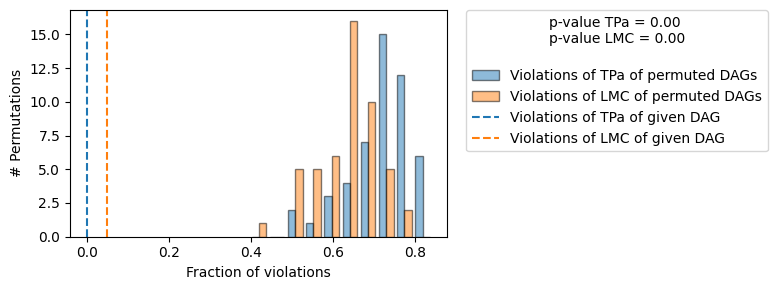 p-value TPa = 0.00
p-value LMC = 0.00
Violations of TPa of permuted DAGs
Violations of LMC of permuted DAGs
Violations of TPa of given DAG
Violations of LMC of given DAG
# Permutations
15.0
12.5
10.0
7.5
5.0
2.5
0.0
0.0 0.2 0.4 0.6 0.8
Fraction of violations